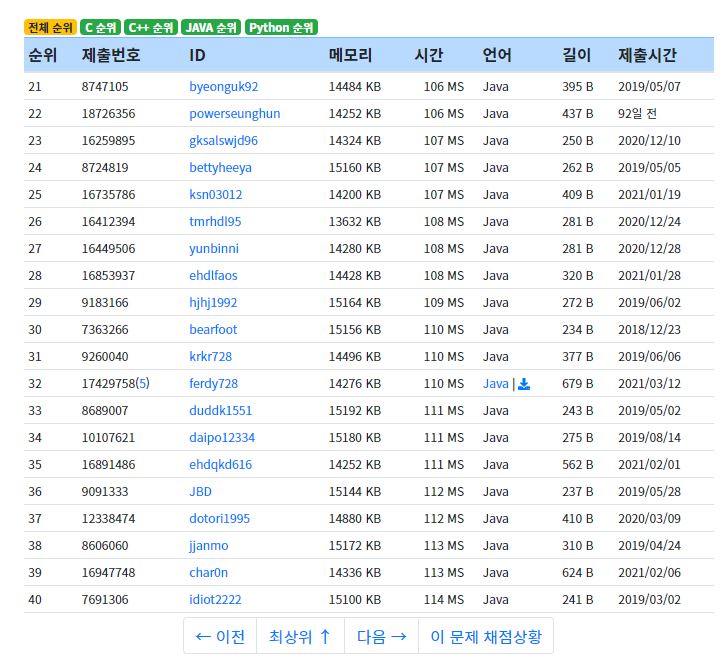 전체 순위 C 순위 C++ 순위 JAVA 순위 Python 순위
순위 제출번호 ID 메모리 시간 언어 길이 제출시간
21 8747105 byeonguk92 14484 KB 106 MS Java 395 B 2019/05/07
22 18726356 powerseunghun 14252 KB 106 MS Java 437 B 92일 전
23 16259895 gksalswjd96 14324 KB 107 MS Java 250 B 2020/12/10
24 8724819 bettyheeya 15160 KB 107 MS Java 262 B 2019/05/05
25 16735786 ksn03012 14200 KB 107 MS Java 409 B 2021/01/19
26 16412394 tmrhdl95 13632 KB 108 MS Java 281 B 2020/12/24
27 16449506 yunbinni 14280 KB 108 MS Java 281 B 2020/12/28
28 16853937 ehdlfaos 14428 KB 108 MS Java 320 B 2021/01/28
29 9183166 hjhj1992 15164 KB 109 MS Java 272 B 2019/06/02
30 7363266 bearfoot 15156 KB 110 MS Java 234 B 2018/12/23
31 9260040 krkr728 14496 KB 110 MS Java 377 B 2019/06/06
32 17429758(5) ferdy728 14276 KB 110 MS Java | 679 B 2021/03/12
33 8689007 duddk1551 15192 KB 111 MS Java 243 B 2019/05/02
34 10107621 daipo12334 15180 KB 111 MS Java 275 B 2019/08/14
35 16891486 ehdqkd616 14252 KB 111 MS Java 562 B 2021/02/01
36 9091333 JBD 15144 KB 112 MS Java 237 B 2019/05/28
37 12338474 dotori1995 14880 KB 112 MS Java 410 B 2020/03/09
38 8606060 jjanmo 15172 KB 113 MS Java 310 B 2019/04/24
39 16947748 char0n 14336 KB 113 MS Java 624 B 2021/02/06
40 7691306 idiot2222 15100 KB 114 MS Java 241 B 2019/03/02
← 이전 최상위 ↑ 다음 → 이 문제 채점상황